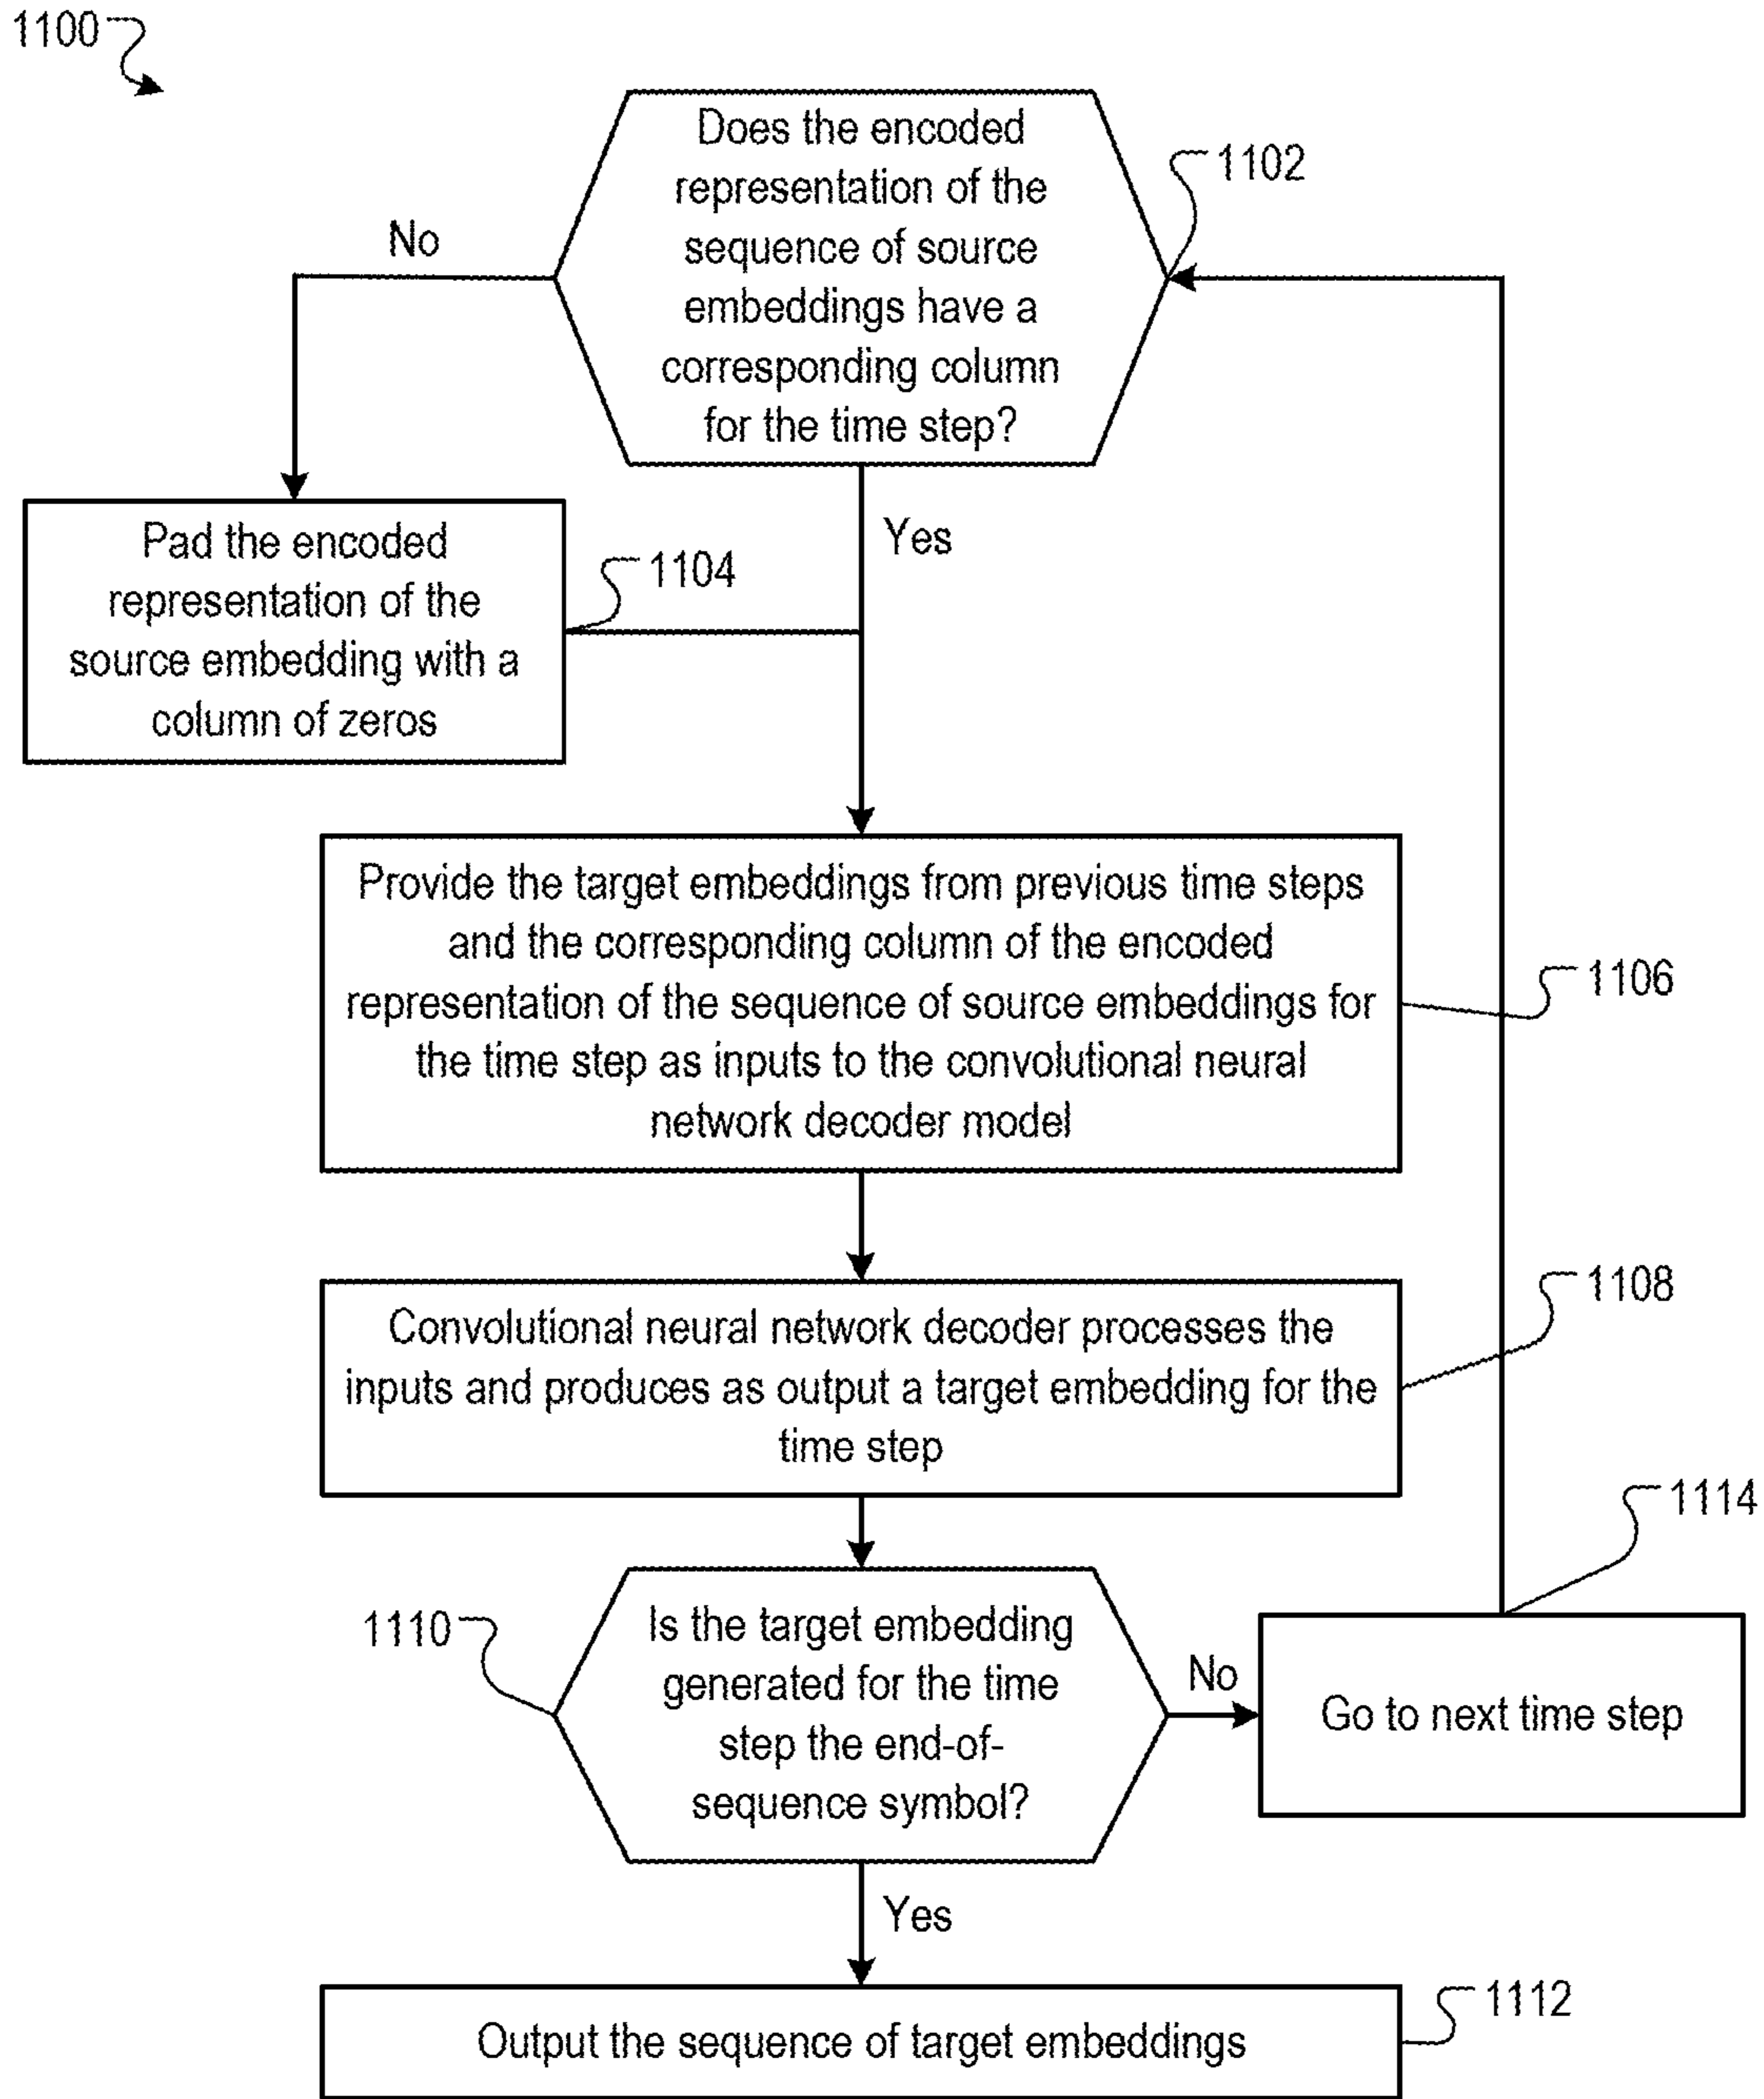 1100
Does the encoded
representation of the
sequence of source
embeddings have a
corresponding column
for the time step?
1102
No
Yes
Pad the encoded
representation of the
source embedding with a
column of zeros
1104
Provide the target embeddings from previous time steps
and the corresponding column of the encoded
representation of the sequence of source embeddings for
the time step as inputs to the convolutional neural
network decoder model
1106
Convolutional neural network decoder processes the
inputs and produces as output a target embedding for the
time step
1108
1110
Is the target embedding
generated for the time
step the end-of-
sequence symbol?
No
1114
Go to next time step
Yes
Output the sequence of target embeddings
1112